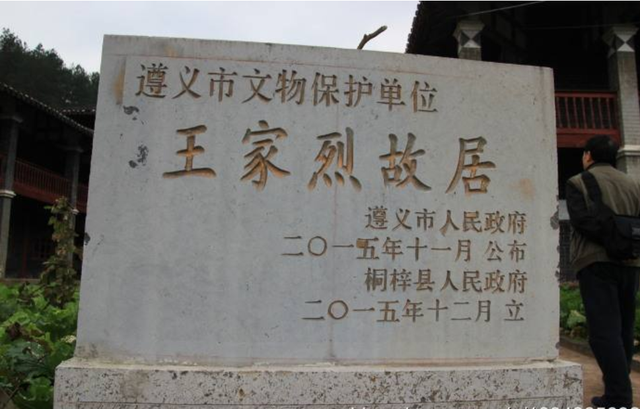 遵义市文物保护单位
王家烈故居
遵义市人民政府
二〇一五年十一月 公布
桐梓县人民政府
二〇一五年十二月 立